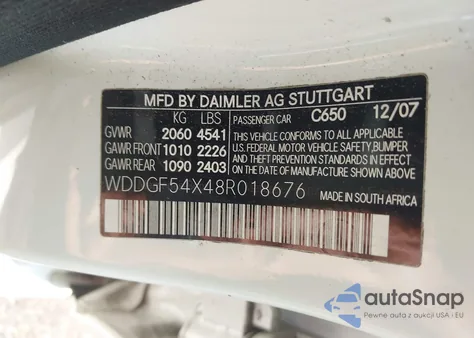 MFD BY DAIMLER AG STUTTGART
KG LBS PASSENGER CAR C650 12/07
GVWR 2060 4541 THIS VEHICLE CONFORMS TO ALL APPLICABLE
GAWR FRONT 1010 2226 U.S. FEDERAL MOTOR VEHICLE SAFETY,BUMPER
GAWR REAR 1090 2403 AND THEFT PREVENTION STANDARDS IN EFFECT
ON THE DATE OF MANUFACTURE SHOWN ABOVE
WDDGF54X48R018676
MADE IN SOUTH AFRICA
autoSnap
Pewne auta z aukcji USA i EU